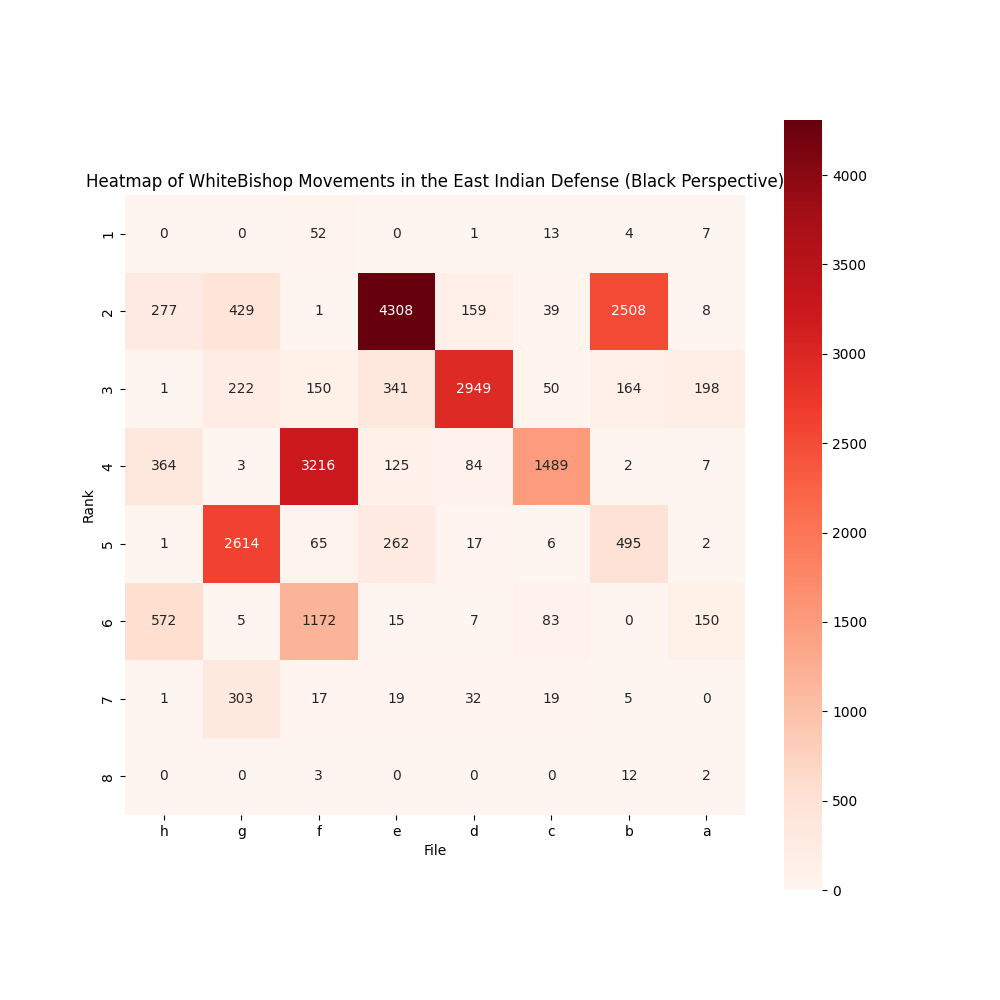 Heatmap of WhiteBishop Movements in the East Indian Defense (Black Perspective)
4000
3500
3000
2500
2000
1500
1000
500
0
Rank
1 0 0 52 0 1 13 4 7
2 277 429 1 4308 159 39 2508 8
3 1 222 150 341 2949 50 164 198
4 364 3 3216 125 84 1489 2 7
5 1 2614 65 262 17 6 495 2
6 572 5 1172 15 7 83 0 150
7 1 303 17 19 32 19 5 0
8 0 0 3 0 0 0 12 2
h g f e d c b a
File